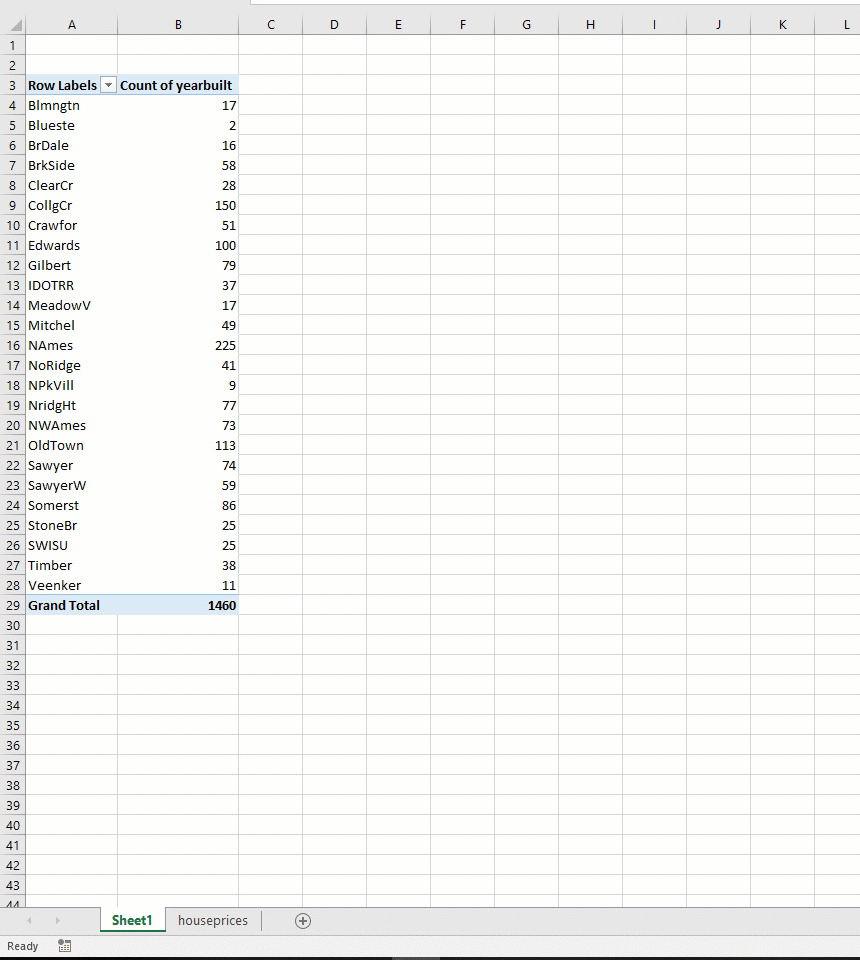 A B C D E F G H I J K L
1
2
3 Row Labels Count of yearbuilt
4 Blmngtn 17
5 Blueste 2
6 BrDale 16
7 BrkSide 58
8 ClearCr 28
9 CollgCr 150
10 Crawfor 51
11 Edwards 100
12 Gilbert 79
13 IDOTRR 37
14 MeadowV 17
15 Mitchel 49
16 NAmes 225
17 NoRidge 41
18 NPkVill 9
19 NridgHt 77
20 NWAmes 73
21 OldTown 113
22 Sawyer 74
23 SawyerW 59
24 Somerst 86
25 StoneBr 25
26 SWISU 25
27 Timber 38
28 Veenker 11
29 Grand Total 1460
30
31
32
33
34
35
36
37
38
39
40
41
42
43
44
Sheet1 houseprices
Ready